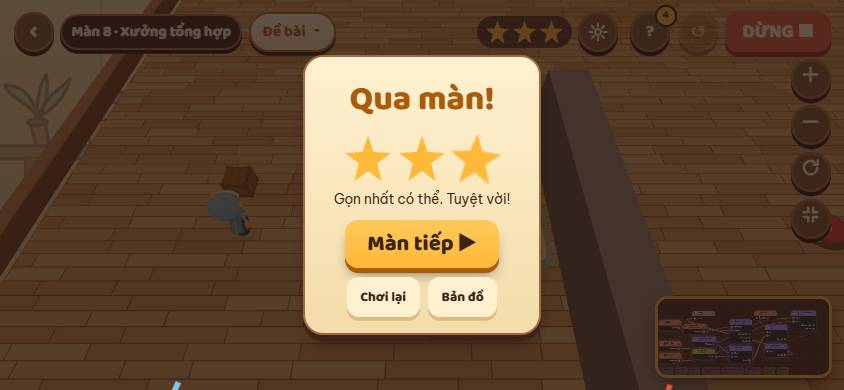 Màn 8 · Xưởng tổng hợp
Đề bài
?
4
DỪNG
Qua màn!
Gọn nhất có thể. Tuyệt vời!
Màn tiếp
Chơi lại
Bản đồ